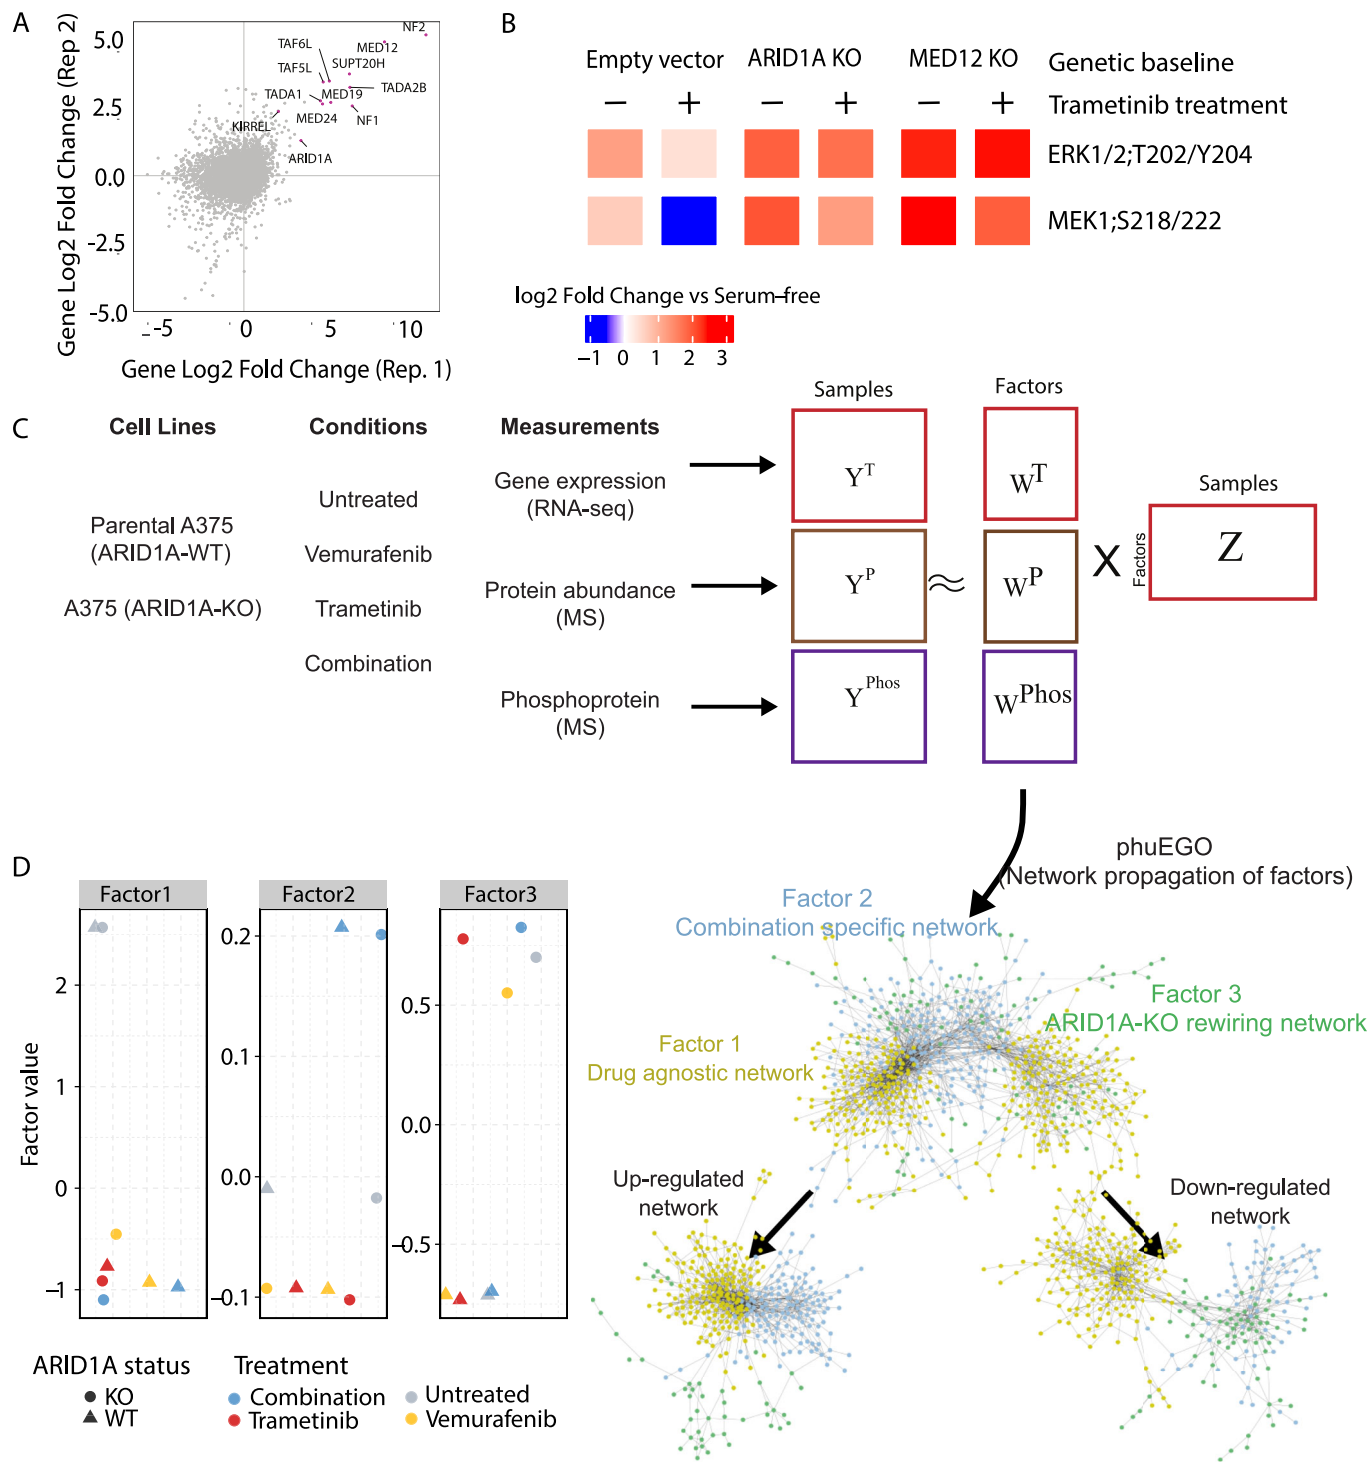 A
Gene Log2 Fold Change (Rep 2)
5.0
2.5
0.0
−2.5
−5.0
−5
0
5
10
Gene Log2 Fold Change (Rep. 1)
NF2
MED12
TAF6L
SUPT20H
TAF5L
TADA2B
TADA1
MED19
MED24
NF1
KIRREL
ARID1A
B
Empty vector ARID1A KO MED12 KO Genetic baseline
− + − + − + Trametinib treatment
ERK1/2;T202/Y204
MEK1;S218/222
log2 Fold Change vs Serum−free
−1 0 1 2 3
C
Cell Lines
Parental A375
(ARID1A-WT)
A375 (ARID1A-KO)
Conditions
Untreated
Vemurafenib
Trametinib
Combination
Measurements
Gene expression
(RNA-seq)
Protein abundance
(MS)
Phosphoprotein
(MS)
Samples
Y^T
Y^P
Y^Phos
≈
Factors
W^T
W^P
W^Phos
X
Samples
Factors
Z
phuEGO
(Network propagation of factors)
Factor 2
Combination specific network
Factor 3
ARID1A-KO rewiring network
Factor 1
Drug agnostic network
Up-regulated
network
Down-regulated
network
D
Factor value
Factor1
2
1
0
−1
Factor2
0.2
0.1
0.0
−0.1
Factor3
0.5
0.0
−0.5
ARID1A status
KO
WT
Treatment
Combination
Trametinib
Untreated
Vemurafenib